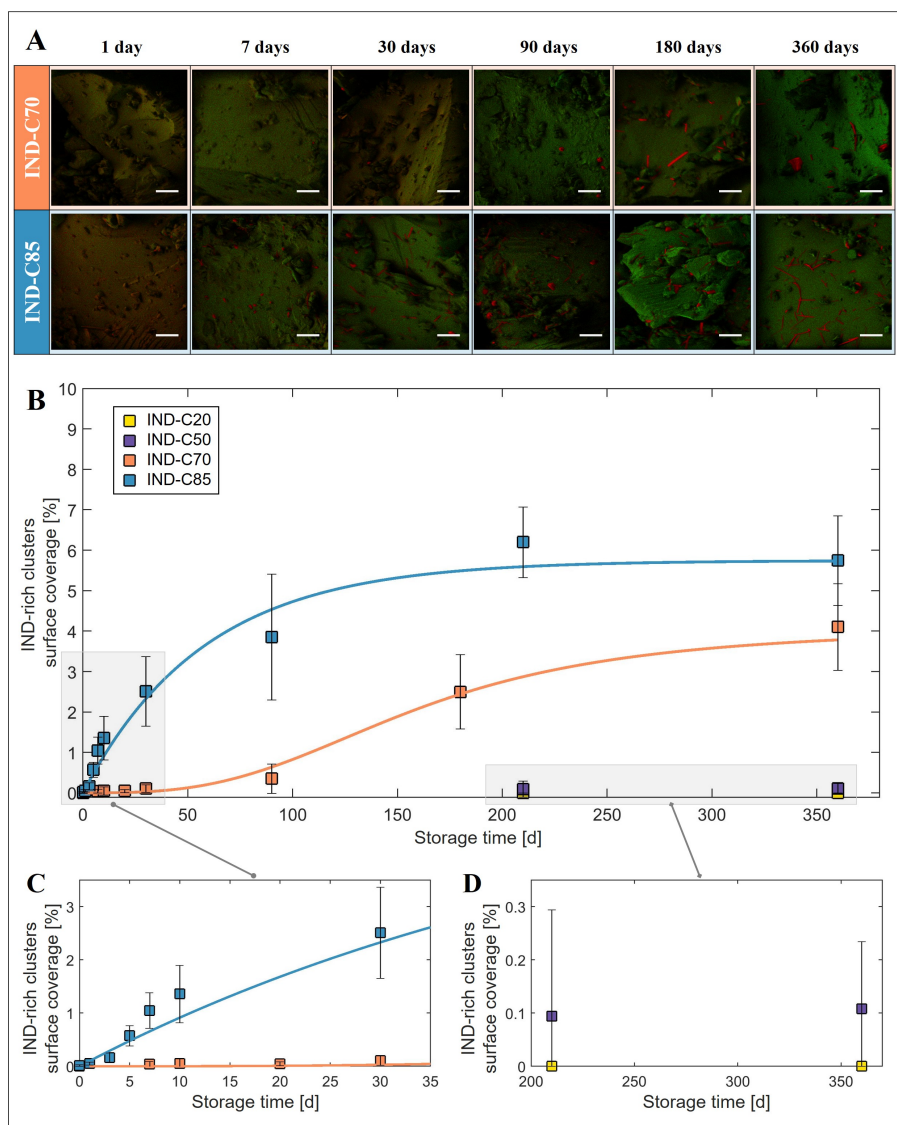 A
1 day 7 days 30 days 90 days 180 days 360 days
IND-C70
IND-C85
B
10
9
8
7
6
5
4
3
2
1
0
IND-rich clusters
surface coverage [%]
IND-C20
IND-C50
IND-C70
IND-C85
0 50 100 150 200 250 300 350
Storage time [d]
C
3
2
1
0
IND-rich clusters
surface coverage [%]
0 5 10 15 20 25 30 35
Storage time [d]
D
0.3
0.2
0.1
0
IND-rich clusters
surface coverage [%]
200 250 300 350
Storage time [d]